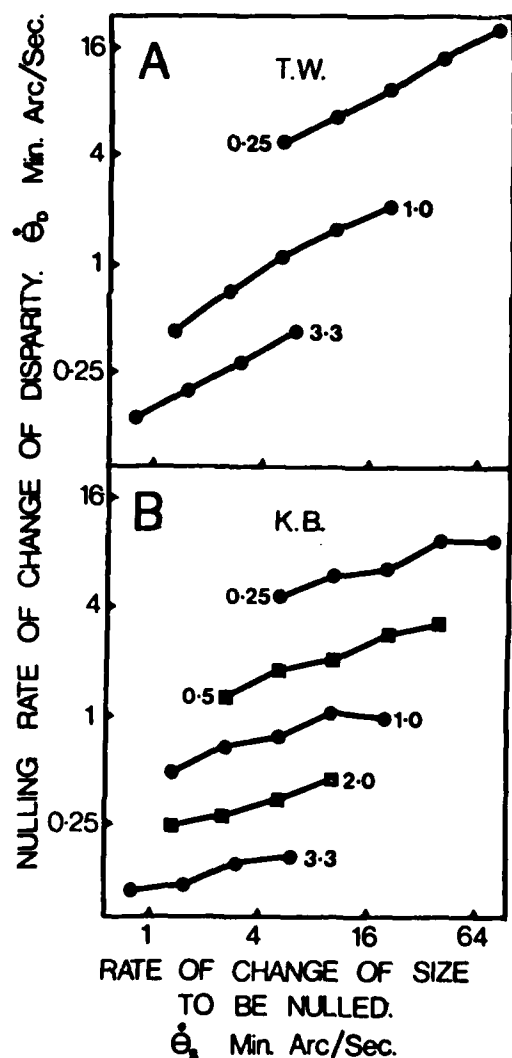 NULLING RATE OF CHANGE OF DISPARITY. Θ̇D Min. Arc/Sec.
A
T.W.
16
4
1
0·25
0·25
1·0
3·3
B
K.B.
16
4
1
0·25
0·25
0·5
1·0
2·0
3·3
1 4 16 64
RATE OF CHANGE OF SIZE
TO BE NULLED.
Θ̇S Min. Arc/Sec.